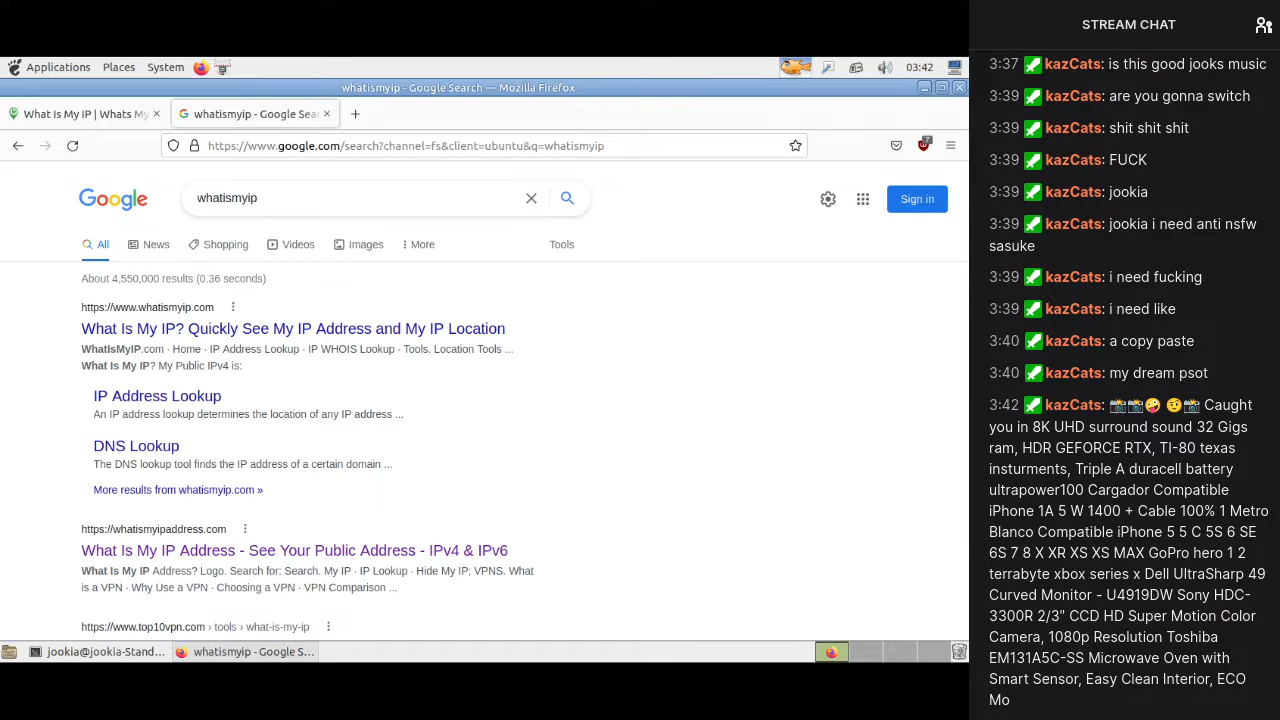 STREAM CHAT
Applications Places System 03:42
whatismyip - Google Search — Mozilla Firefox
What Is My IP | Whats My
whatismyip - Google Sear
https://www.google.com/search?channel=fs&client=ubuntu&q=whatismyip
7
Google
whatismyip
Sign in
All News Shopping Videos Images More Tools
About 4,550,000 results (0.36 seconds)
https://www.whatismyip.com
What Is My IP? Quickly See My IP Address and My IP Location
WhatIsMyIP.com · Home · IP Address Lookup · IP WHOIS Lookup · Tools. Location Tools ...
What Is My IP? My Public IPv4 is:
IP Address Lookup
An IP address lookup determines the location of any IP address ...
DNS Lookup
The DNS lookup tool finds the IP address of a certain domain ...
More results from whatismyip.com »
https://whatismyipaddress.com
What Is My IP Address - See Your Public Address - IPv4 & IPv6
What Is My IP Address? Logo. Search for: Search. My IP · IP Lookup · Hide My IP; VPNS. What
is a VPN · Why Use a VPN · Choosing a VPN · VPN Comparison ...
https://www.top10vpn.com › tools › what-is-my-ip
jookia@jookia-Stand...
whatismyip - Google S...
3:37 kazCats: is this good jooks music
3:39 kazCats: are you gonna switch
3:39 kazCats: shit shit shit
3:39 kazCats: FUCK
3:39 kazCats: jookia
3:39 kazCats: jookia i need anti nsfw
sasuke
3:39 kazCats: i need fucking
3:39 kazCats: i need like
3:40 kazCats: a copy paste
3:40 kazCats: my dream psot
3:42 kazCats: 📸📸🤪 🤨📸 Caught
you in 8K UHD surround sound 32 Gigs
ram, HDR GEFORCE RTX, TI-80 texas
insturments, Triple A duracell battery
ultrapower100 Cargador Compatible
iPhone 1A 5 W 1400 + Cable 100% 1 Metro
Blanco Compatible iPhone 5 5 C 5S 6 SE
6S 7 8 X XR XS XS MAX GoPro hero 1 2
terrabyte xbox series x Dell UltraSharp 49
Curved Monitor - U4919DW Sony HDC-
3300R 2/3" CCD HD Super Motion Color
Camera, 1080p Resolution Toshiba
EM131A5C-SS Microwave Oven with
Smart Sensor, Easy Clean Interior, ECO
Mo